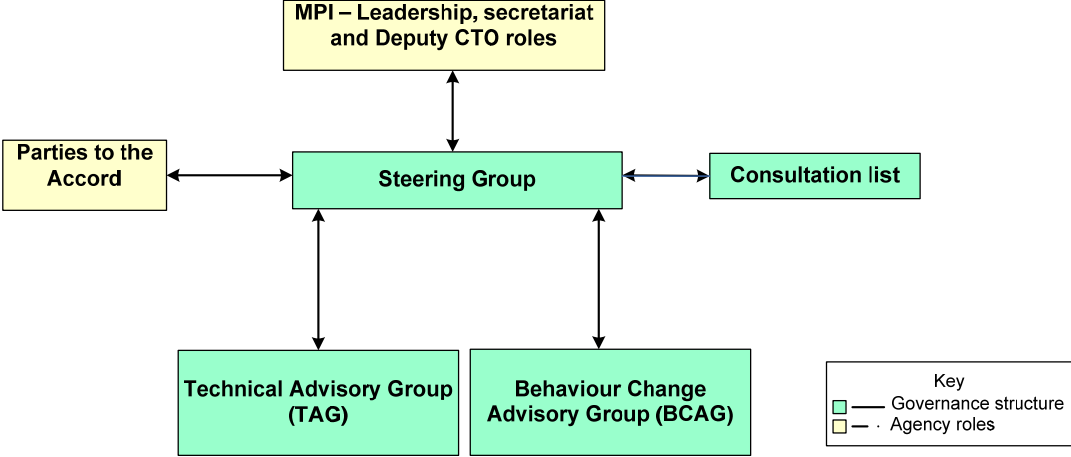 MPI – Leadership, secretariat
and Deputy CTO roles
Parties to the
Accord
Steering Group
Consultation list
Technical Advisory Group
(TAG)
Behaviour Change
Advisory Group (BCAG)
Key
Governance structure
Agency roles